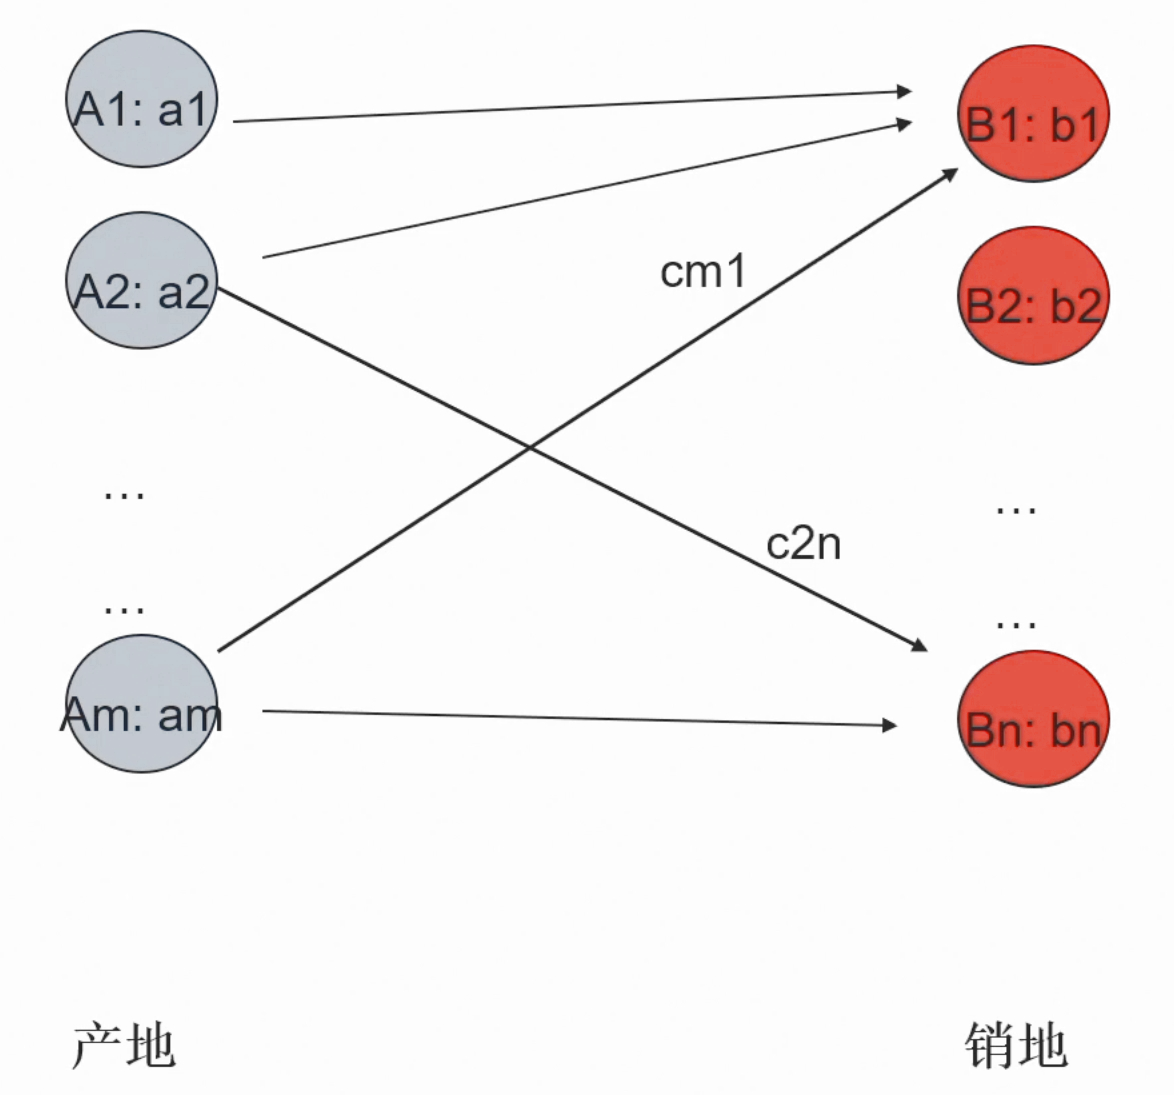 A1: a1
B1: b1
A2: a2
cm1
B2: b2
...
...
c2n
...
...
Am: am
Bn: bn
产地
销地